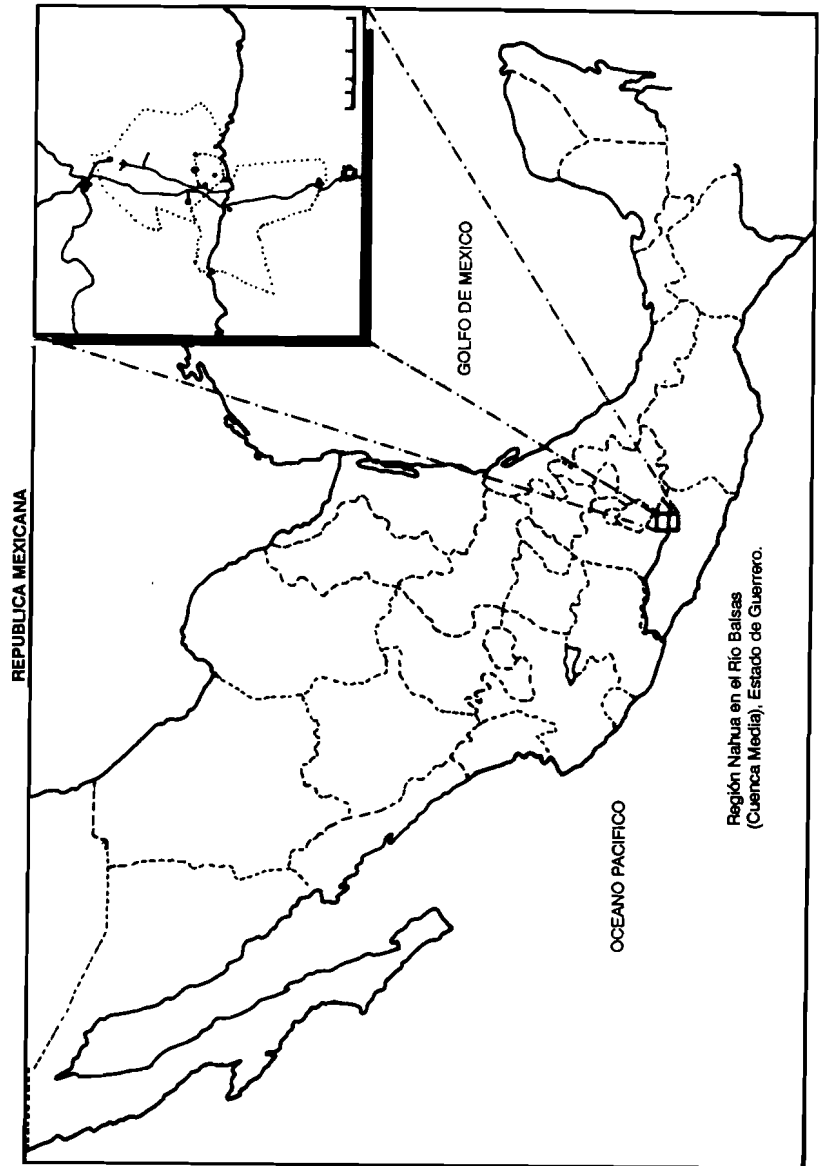 REPUBLICA MEXICANA
GOLFO DE MEXICO
OCEANO PACIFICO
Región Nahua en el Río Balsas
(Cuenca Media), Estado de Guerrero.